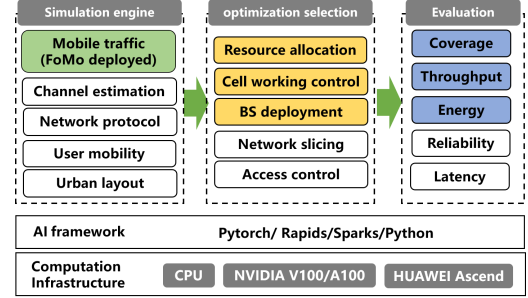 Simulation engine
Mobile traffic
(FoMo deployed)
Channel estimation
Network protocol
User mobility
Urban layout
optimization selection
Resource allocation
Cell working control
BS deployment
Network slicing
Access control
Evaluation
Coverage
Throughput
Energy
Reliability
Latency
AI framework
Pytorch/ Rapids/Sparks/Python
Computation
Infrastructure
CPU
NVIDIA V100/A100
HUAWEI Ascend